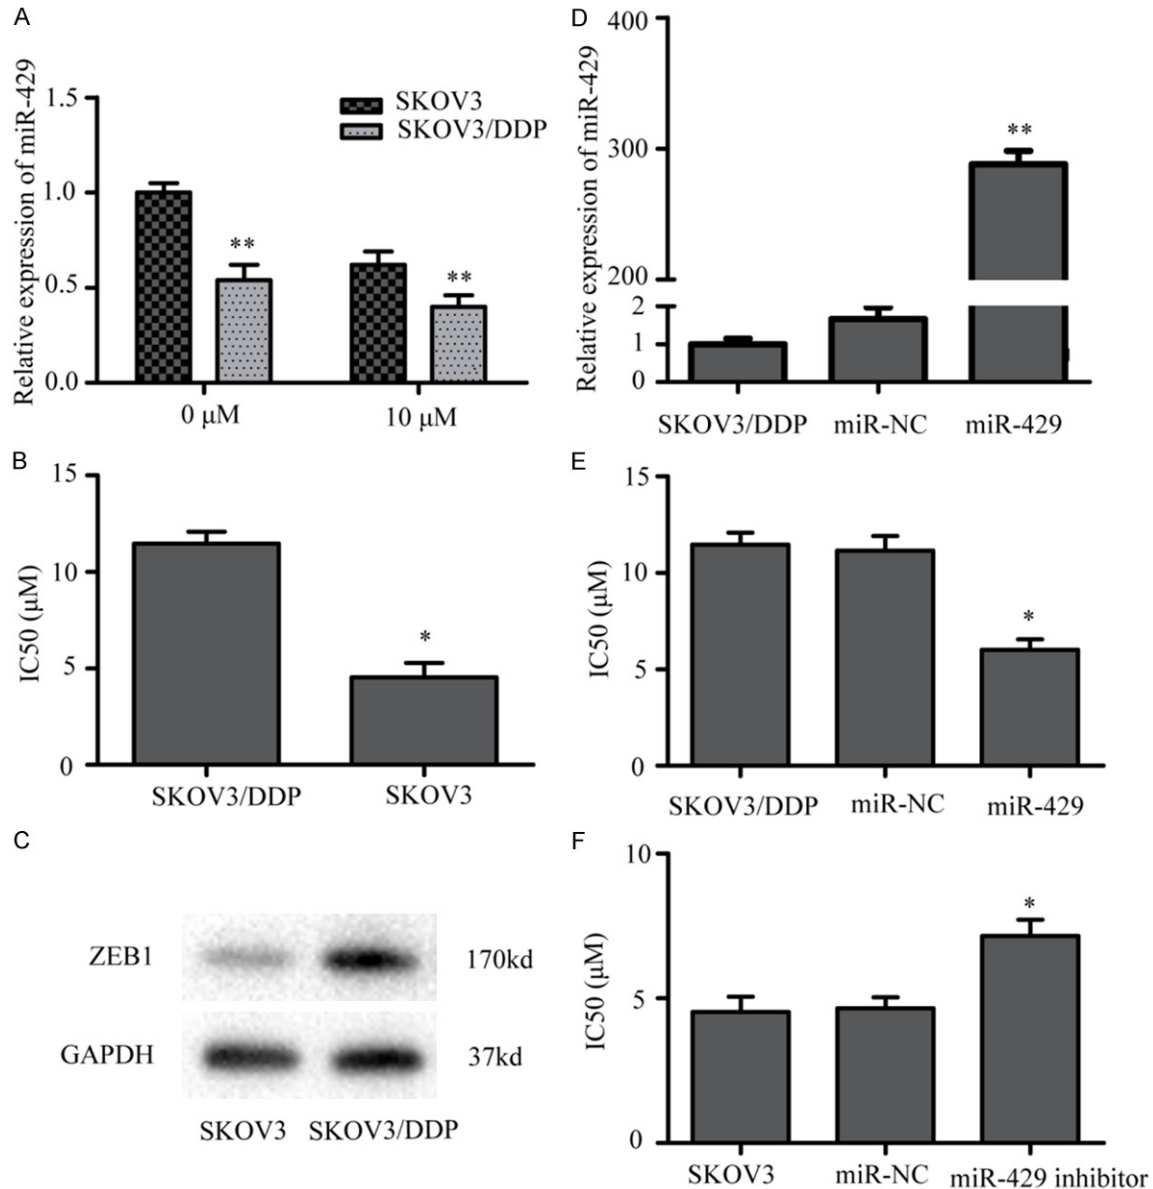 A
Relative expression of miR-429
1.5
1.0
0.5
0.0
SKOV3
SKOV3/DDP
**
**
0 μM
10 μM
B
IC50 (μM)
15
10
5
0
*
SKOV3/DDP
SKOV3
C
ZEB1
170kd
GAPDH
37kd
SKOV3
SKOV3/DDP
D
Relative expression of miR-429
400
300
200
2
1
0
**
SKOV3/DDP
miR-NC
miR-429
E
IC50 (μM)
15
10
5
0
*
SKOV3/DDP
miR-NC
miR-429
F
IC50 (μM)
10
5
0
*
SKOV3
miR-NC
miR-429 inhibitor